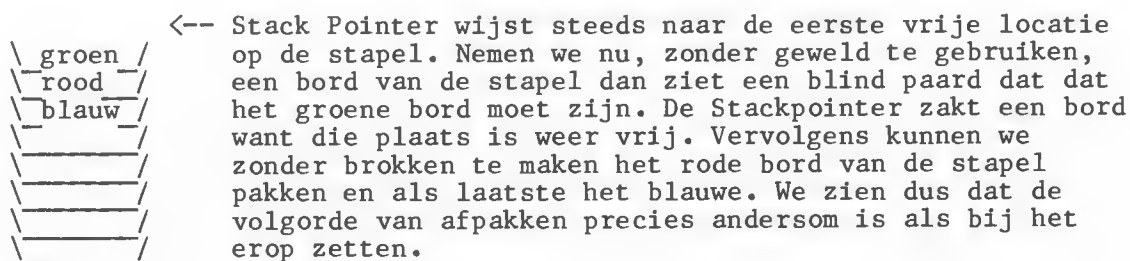 <-- Stack Pointer wijst steeds naar de eerste vrije locatie
\_ groen _/ op de stapel. Nemen we nu, zonder geweld te gebruiken,
\_ rood _/ een bord van de stapel dan ziet een blind paard dat dat
\_ blauw _/ het groene bord moet zijn. De Stackpointer zakt een bord
want die plaats is weer vrij. Vervolgens kunnen we
zonder brokken te maken het rode bord van de stapel
pakken en als laatste het blauwe. We zien dus dat de
volgorde van afpakken precies andersom is als bij het
erop zetten.